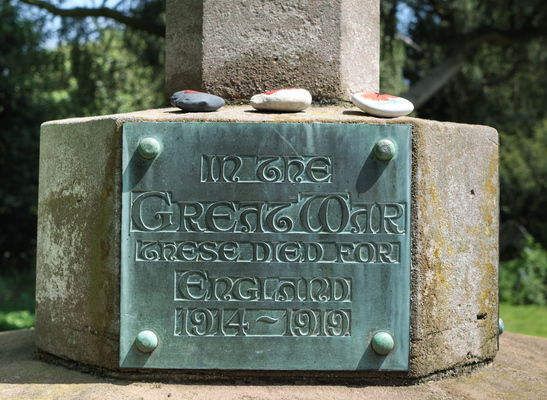 IN THE
GREAT WAR
THESE DIED FOR
ENGLAND
1914 ~ 1919